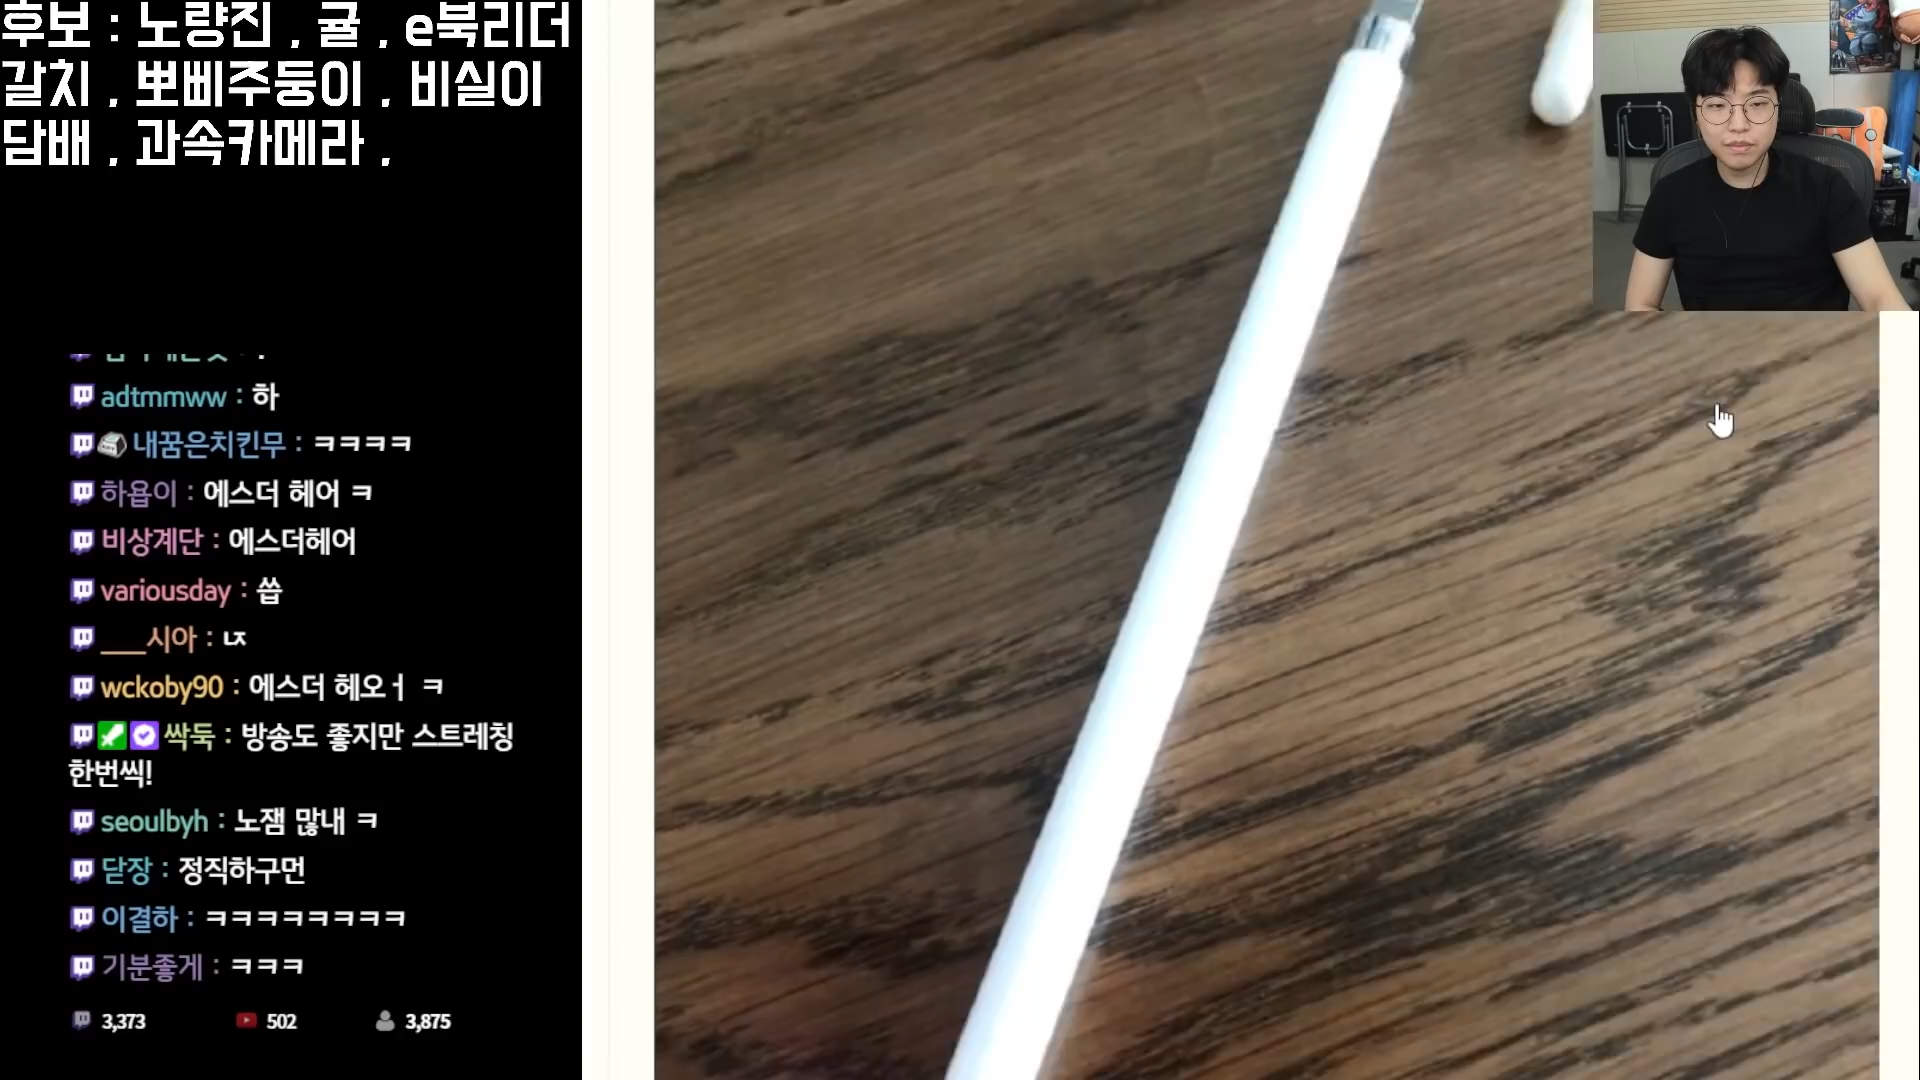 후보 : 노량진 , 귤 , e북리더
갈치 , 뽀삐주둥이 , 비실이
담배 , 과속카메라 ,
adtmmww : 하
내꿈은치킨무 : ㅋㅋㅋㅋ
하욥이 : 에스더 헤어 ㅋ
비상계단 : 에스더헤어
variousday : 씁
___시아 : ㄵ
wckoby90 : 에스더 헤오ㅓ ㅋ
싹둑 : 방송도 좋지만 스트레칭
한번씩!
seoulbyh : 노잼 많내 ㅋ
닫장 : 정직하구먼
이결하 : ㅋㅋㅋㅋㅋㅋㅋㅋ
기분좋게 : ㅋㅋㅋ
3,373 502 3,875